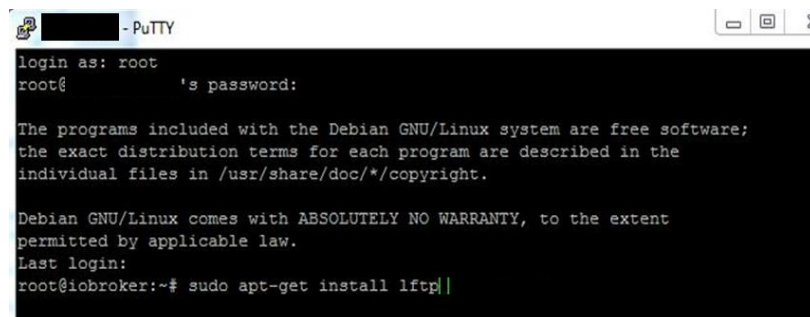 - PuTTY
login as: root
root@ 's password:
The programs included with the Debian GNU/Linux system are free software;
the exact distribution terms for each program are described in the
individual files in /usr/share/doc/*/copyright.
Debian GNU/Linux comes with ABSOLUTELY NO WARRANTY, to the extent
permitted by applicable law.
Last login:
root@iobroker:~# sudo apt-get install lftp